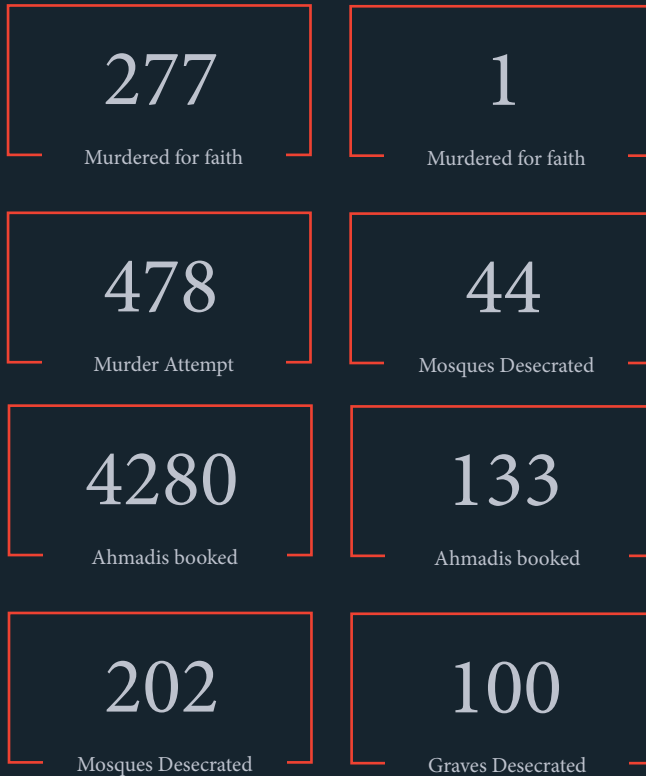 277
Murdered for faith
1
Murdered for faith
478
Murder Attempt
44
Mosques Desecrated
4280
Ahmadis booked
133
Ahmadis booked
202
Mosques Desecrated
100
Graves Desecrated